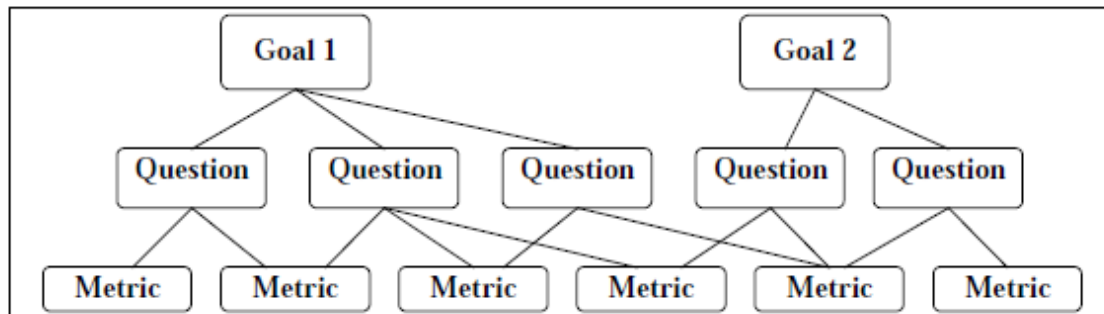 Goal 1 Goal 2
Question Question Question Question Question
Metric Metric Metric Metric Metric Metric